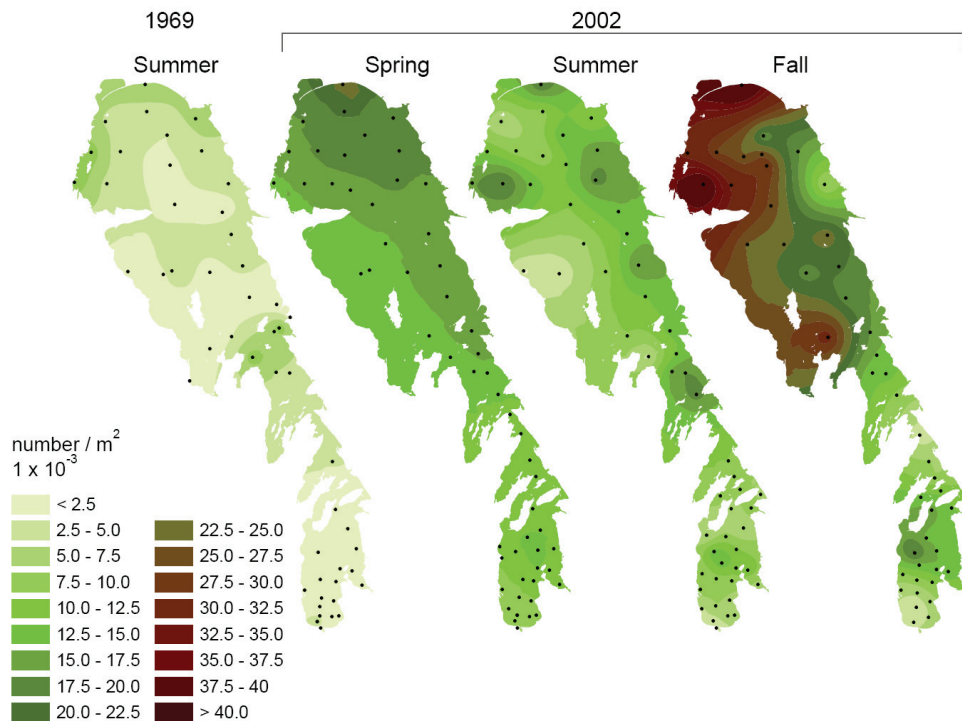 1969
2002
Summer
Spring
Summer
Fall
number / m²
1 x 10⁻³
< 2.5
2.5 - 5.0
5.0 - 7.5
7.5 - 10.0
10.0 - 12.5
12.5 - 15.0
15.0 - 17.5
17.5 - 20.0
20.0 - 22.5
22.5 - 25.0
25.0 - 27.5
27.5 - 30.0
30.0 - 32.5
32.5 - 35.0
35.0 - 37.5
37.5 - 40
> 40.0